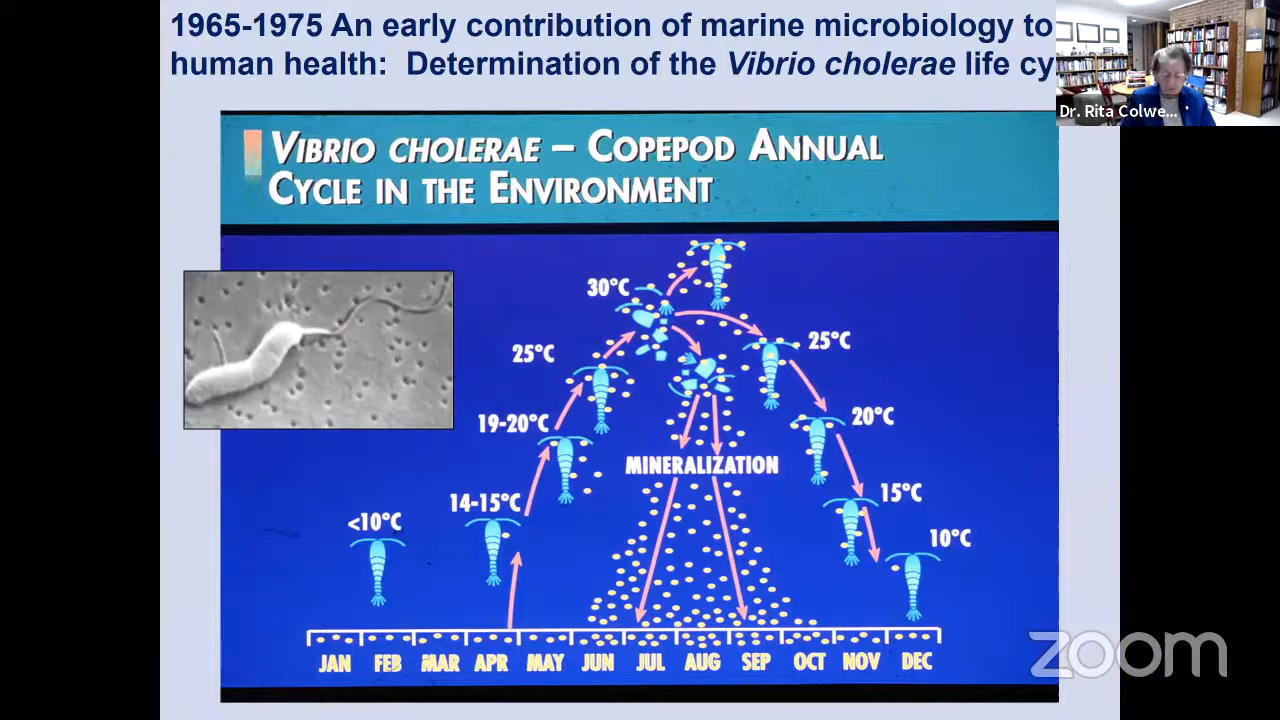 1965-1975 An early contribution of marine microbiology to
human health: Determination of the Vibrio cholerae life cy
Dr. Rita Colwe...
VIBRIO CHOLERAE – COPEPOD ANNUAL
CYCLE IN THE ENVIRONMENT
30°C
25°C
25°C
19-20°C
20°C
MINERALIZATION
14-15°C
15°C
<10°C
10°C
JAN FEB MAR APR MAY JUN JUL AUG SEP OCT NOV DEC
zoom